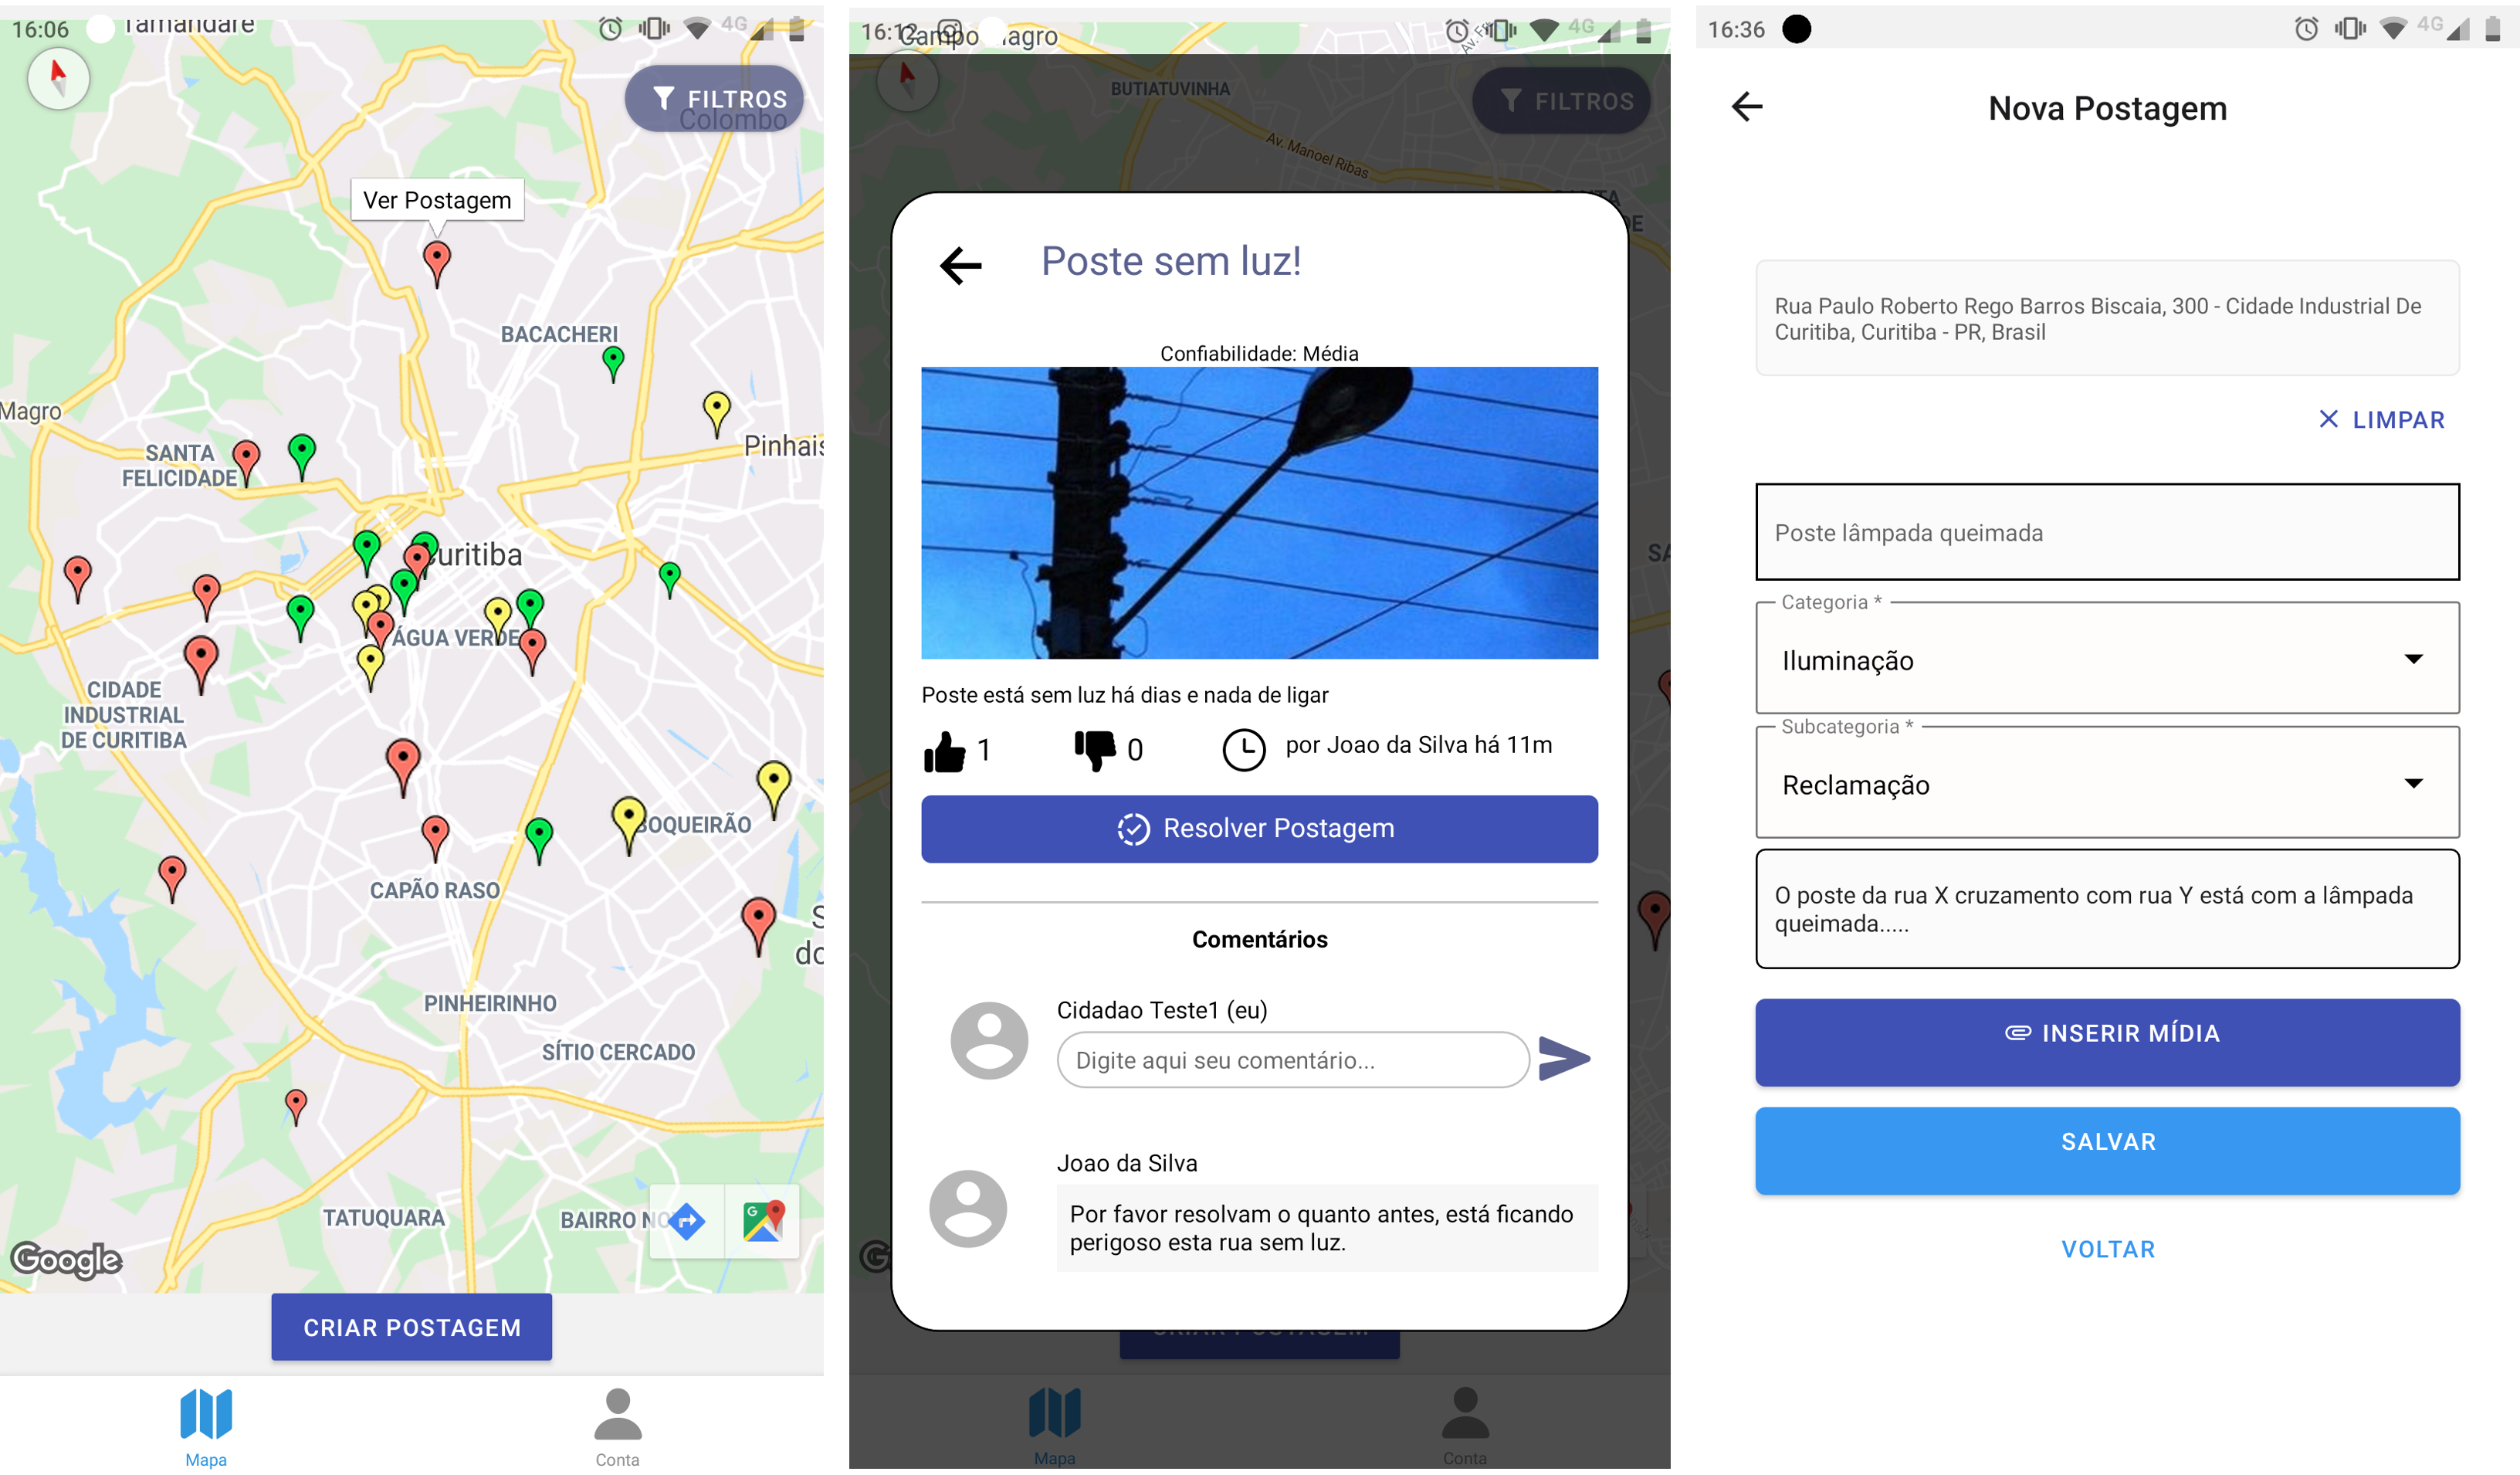 16:06
Tamandaré
4G
FILTROS
Colombo
Ver Postagem
BACACHERI
Magro
Pinhais
SANTA
FELICIDADE
Curitiba
ÁGUA VERDE
CIDADE
INDUSTRIAL
DE CURITIBA
BOQUEIRÃO
CAPÃO RASO
S
do
PINHEIRINHO
SÍTIO CERCADO
TATUQUARA
BAIRRO NO
Google
CRIAR POSTAGEM
Mapa
Conta
16:12
Campo Magro
4G
BUTIATUVINHA
FILTROS
Av. Manoel Ribas
Poste sem luz!
Confiabilidade: Média
SA
Poste está sem luz há dias e nada de ligar
1
0
por Joao da Silva há 11m
Resolver Postagem
Comentários
Cidadao Teste1 (eu)
Digite aqui seu comentário...
Joao da Silva
Por favor resolvam o quanto antes, está ficando
perigoso esta rua sem luz.
G
CRIAR POSTAGEM
Mapa
Conta
16:36
4G
Nova Postagem
Rua Paulo Roberto Rego Barros Biscaia, 300 - Cidade Industrial De
Curitiba, Curitiba - PR, Brasil
LIMPAR
Poste lâmpada queimada
Categoria *
Iluminação
Subcategoria *
Reclamação
O poste da rua X cruzamento com rua Y está com a lâmpada
queimada.....
INSERIR MÍDIA
SALVAR
VOLTAR